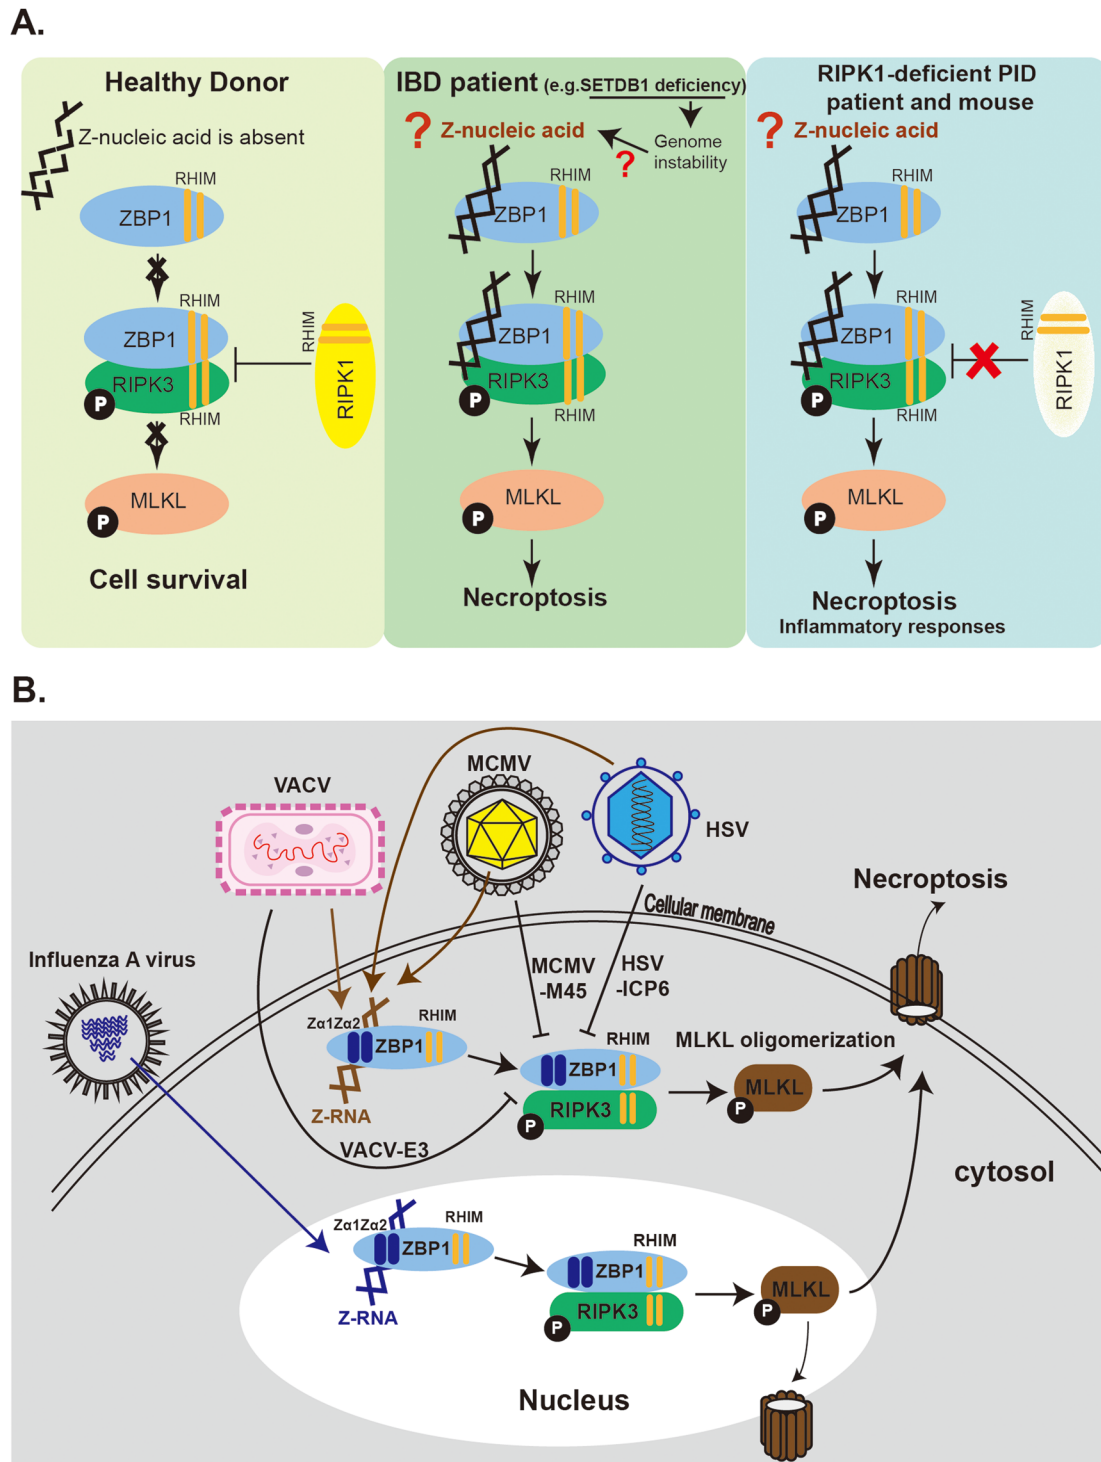 A.
Healthy Donor
Z-nucleic acid is absent
RHIM
ZBP1
RHIM
ZBP1
RIPK3
P
RHIM
RHIM
RIPK1
MLKL
P
Cell survival
IBD patient (e.g.SETDB1 deficiency)
? Z-nucleic acid
Genome
instability
?
RHIM
ZBP1
RHIM
ZBP1
RIPK3
P
RHIM
MLKL
P
Necroptosis
RIPK1-deficient PID
patient and mouse
? Z-nucleic acid
RHIM
ZBP1
RHIM
ZBP1
RIPK3
P
RHIM
RHIM
RIPK1
MLKL
P
Necroptosis
Inflammatory responses
B.
MCMV
VACV
HSV
Cellular membrane
Necroptosis
Influenza A virus
MCMV
-M45
HSV
-ICP6
Zα1Zα2
RHIM
ZBP1
Z-RNA
VACV-E3
RHIM
ZBP1
RIPK3
P
MLKL oligomerization
MLKL
P
cytosol
Zα1Zα2
RHIM
ZBP1
Z-RNA
RHIM
ZBP1
RIPK3
P
MLKL
P
Nucleus